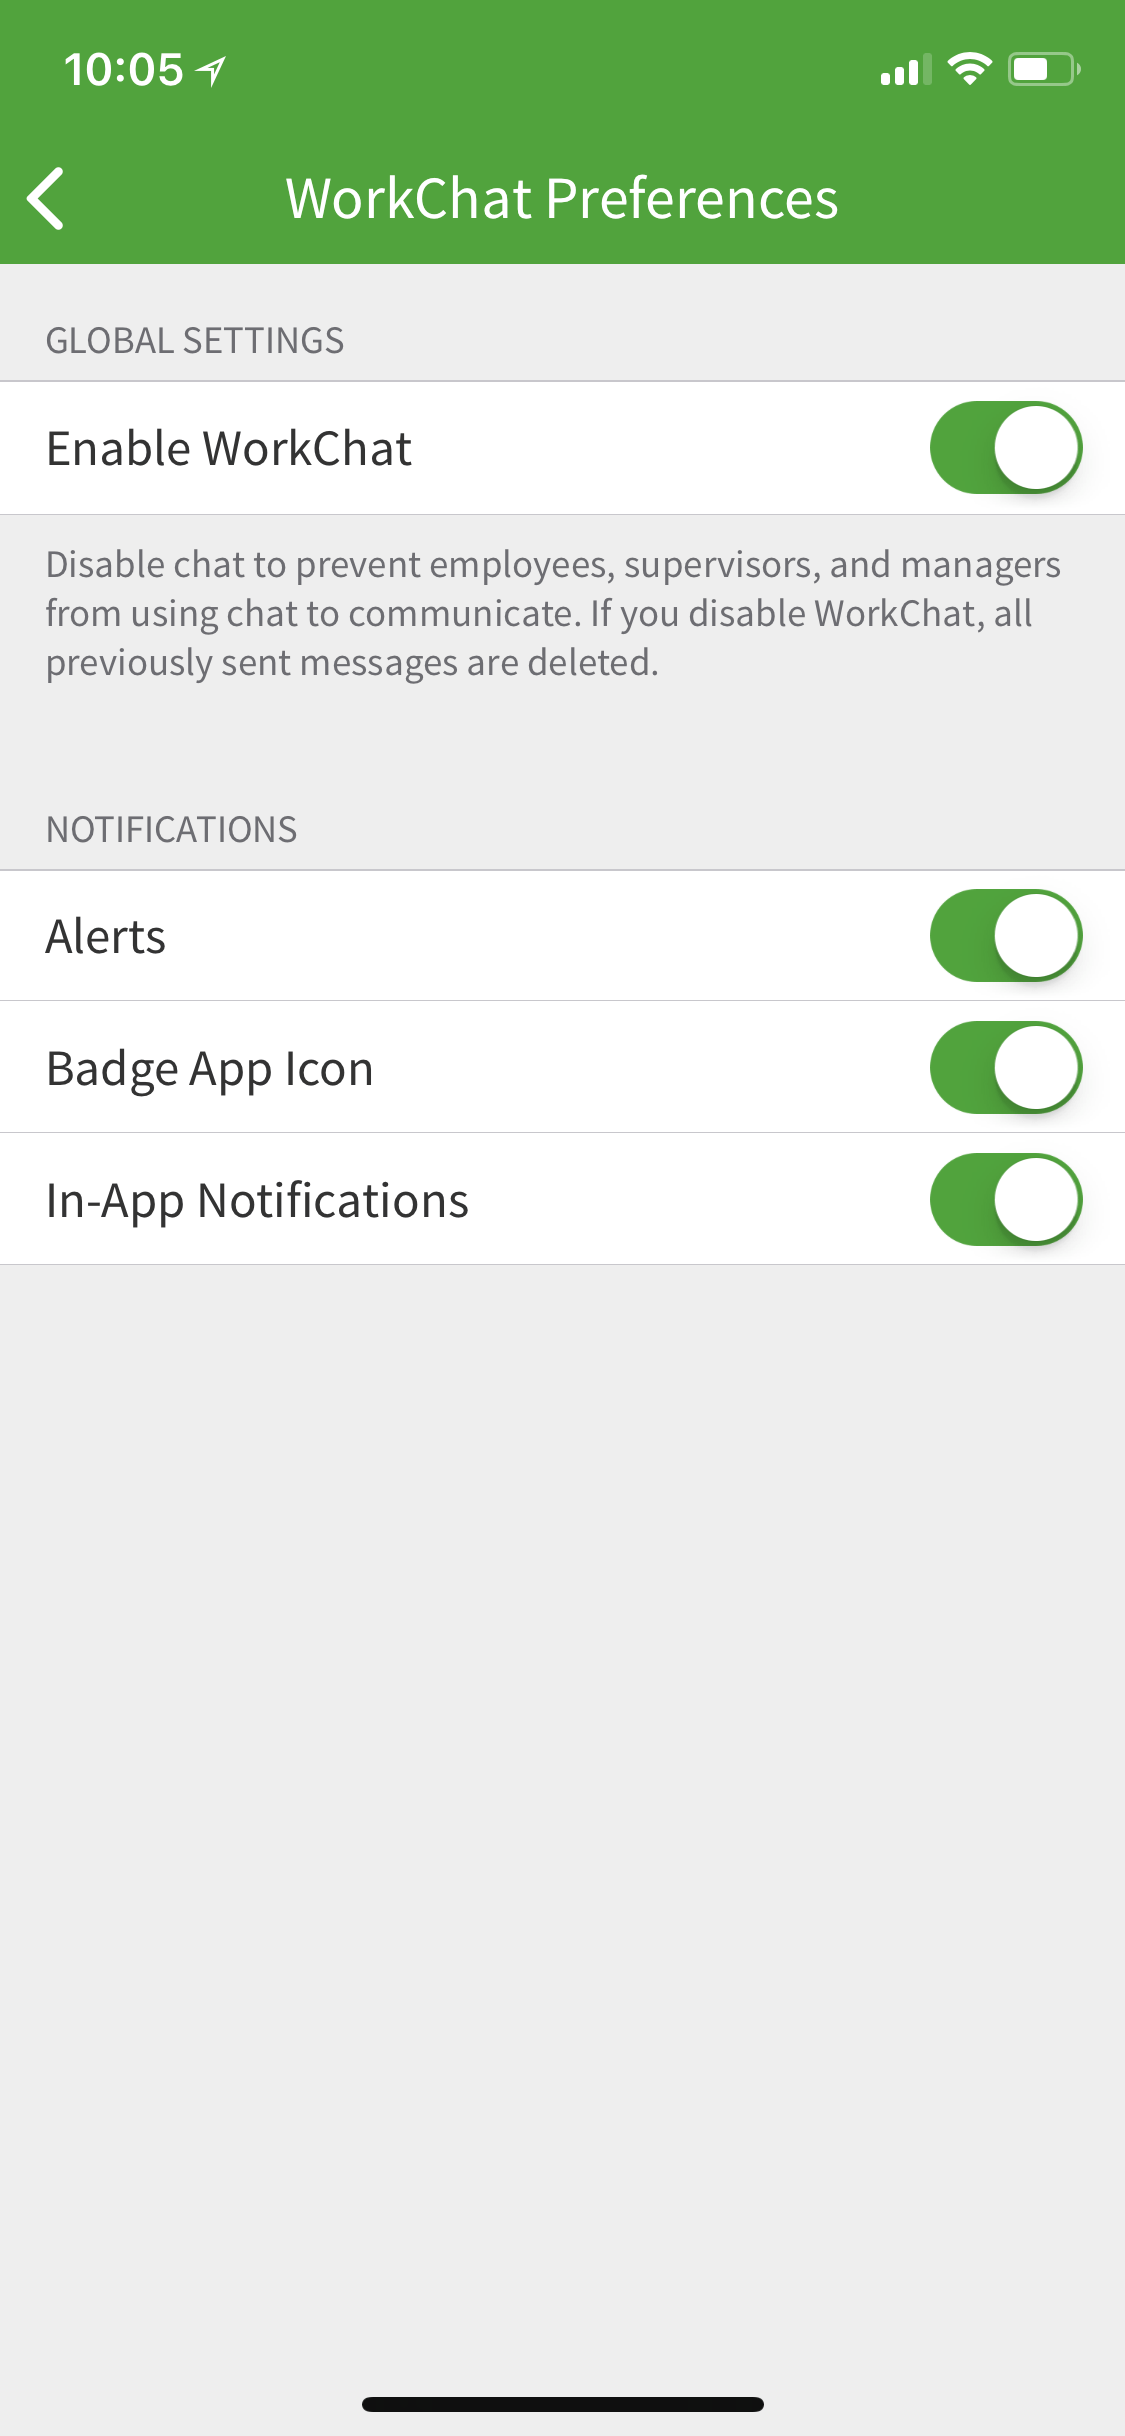 10:05
WorkChat Preferences
GLOBAL SETTINGS
Enable WorkChat
Disable chat to prevent employees, supervisors, and managers
from using chat to communicate. If you disable WorkChat, all
previously sent messages are deleted.
NOTIFICATIONS
Alerts
Badge App Icon
In-App Notifications